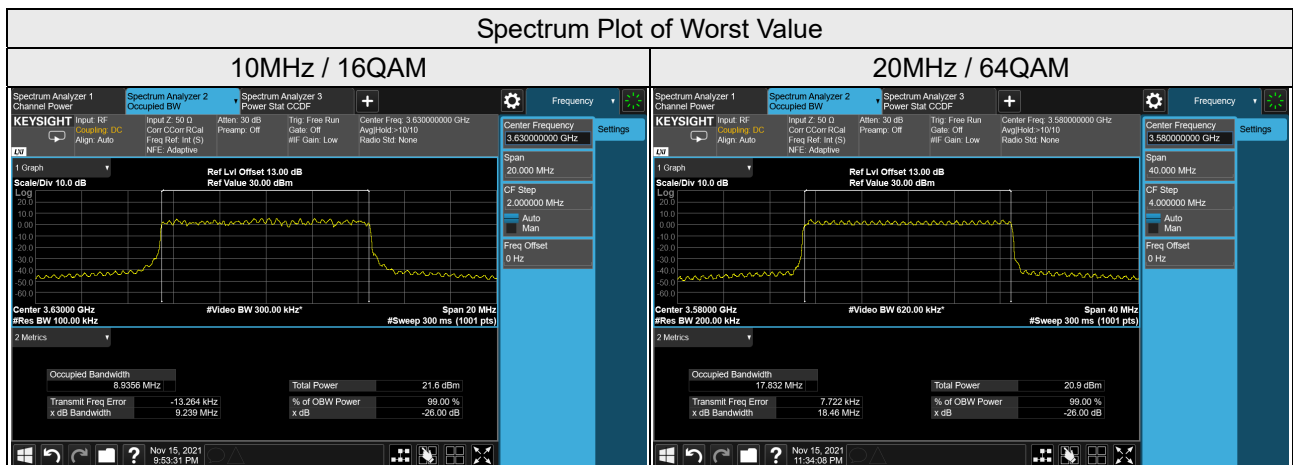 Spectrum Plot of Worst Value
10MHz / 16QAM
Spectrum Analyzer 1
Channel Power
Spectrum Analyzer 2
Occupied BW
Spectrum Analyzer 3
Power Stat CCDF
+
Frequency
KEYSIGHT
LXI
Input: RF
Coupling: DC
Align: Auto
Input Z: 50 Ω
Corr CCorr RCal
Freq Ref: Int (S)
NFE: Adaptive
Atten: 30 dB
Preamp: Off
Trig: Free Run
Gate: Off
#IF Gain: Low
Center Freq: 3.630000000 GHz
Avg|Hold:>10/10
Radio Std: None
Center Frequency
3.630000000 GHz
Settings
Span
20.000 MHz
CF Step
2.000000 MHz
Auto
Man
Freq Offset
0 Hz
1 Graph
Scale/Div 10.0 dB
Ref Lvl Offset 13.00 dB
Ref Value 30.00 dBm
Log
20.0
10.0
0.00
-10.0
-20.0
-30.0
-40.0
-50.0
-60.0
Center 3.63000 GHz
#Res BW 100.00 kHz
#Video BW 300.00 kHz*
Span 20 MHz
#Sweep 300 ms (1001 pts)
2 Metrics
Occupied Bandwidth
8.9356 MHz
Total Power 21.6 dBm
Transmit Freq Error -13.264 kHz
% of OBW Power 99.00 %
x dB Bandwidth 9.239 MHz
x dB -26.00 dB
?
Nov 15, 2021
9:53:31 PM
20MHz / 64QAM
Spectrum Analyzer 1
Channel Power
Spectrum Analyzer 2
Occupied BW
Spectrum Analyzer 3
Power Stat CCDF
+
Frequency
KEYSIGHT
LXI
Input: RF
Coupling: DC
Align: Auto
Input Z: 50 Ω
Corr CCorr RCal
Freq Ref: Int (S)
NFE: Adaptive
Atten: 30 dB
Preamp: Off
Trig: Free Run
Gate: Off
#IF Gain: Low
Center Freq: 3.580000000 GHz
Avg|Hold:>10/10
Radio Std: None
Center Frequency
3.580000000 GHz
Settings
Span
40.000 MHz
CF Step
4.000000 MHz
Auto
Man
Freq Offset
0 Hz
1 Graph
Scale/Div 10.0 dB
Ref Lvl Offset 13.00 dB
Ref Value 30.00 dBm
Log
20.0
10.0
0.00
-10.0
-20.0
-30.0
-40.0
-50.0
-60.0
Center 3.58000 GHz
#Res BW 200.00 kHz
#Video BW 620.00 kHz*
Span 40 MHz
#Sweep 300 ms (1001 pts)
2 Metrics
Occupied Bandwidth
17.832 MHz
Total Power 20.9 dBm
Transmit Freq Error 7.722 kHz
% of OBW Power 99.00 %
x dB Bandwidth 18.46 MHz
x dB -26.00 dB
?
Nov 15, 2021
11:34:08 PM